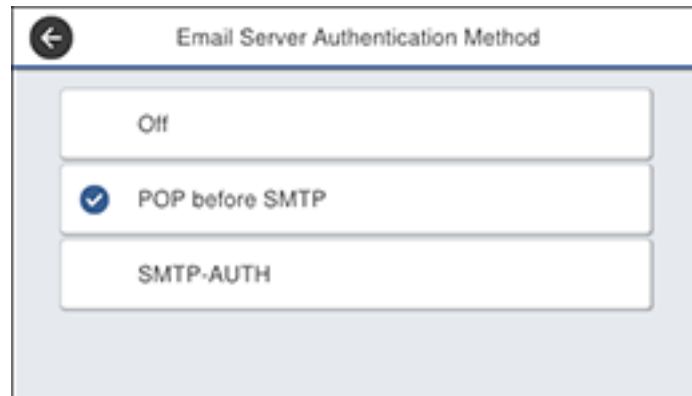 Email Server Authentication Method
Off
POP before SMTP
SMTP-AUTH